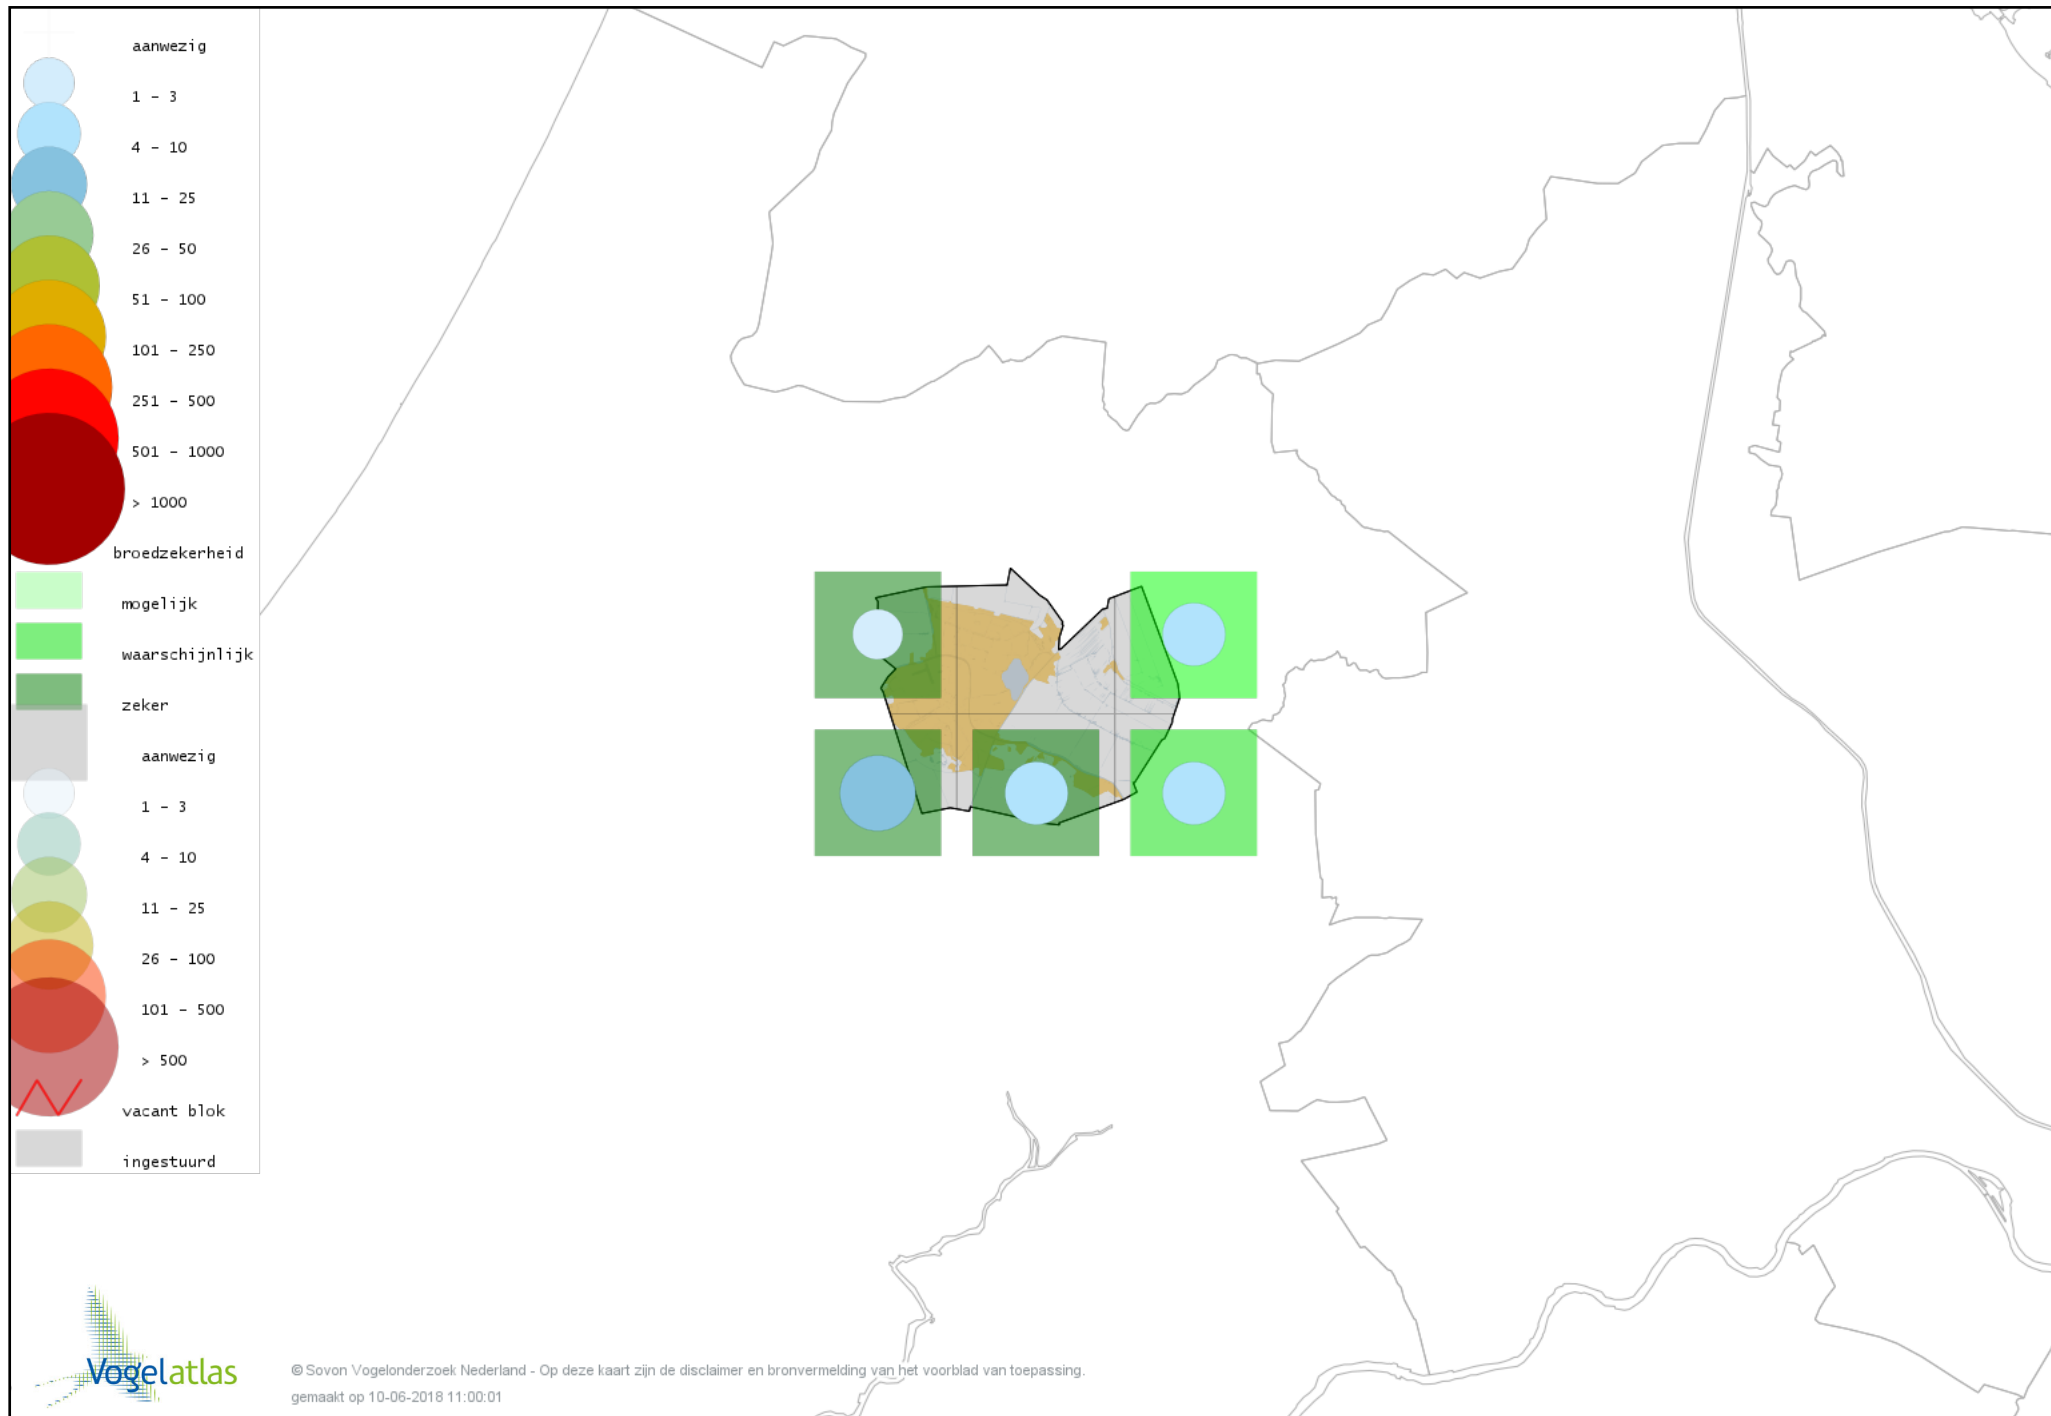 aanwezig
1 - 3
4 - 10
11 - 25
26 - 50
51 - 100
101 - 250
251 - 500
501 - 1000
> 1000
broedzekerheid
mogelijk
waarschijnlijk
zeker
aanwezig
1 - 3
4 - 10
11 - 25
26 - 100
101 - 500
> 500
vacant blok
ingestuurd
Vogelatlas
© Sovon Vogelonderzoek Nederland - Op deze kaart zijn de disclaimer en bronvermelding van het voorblad van toepassing.
gemaakt op 10-06-2018 11:00:01